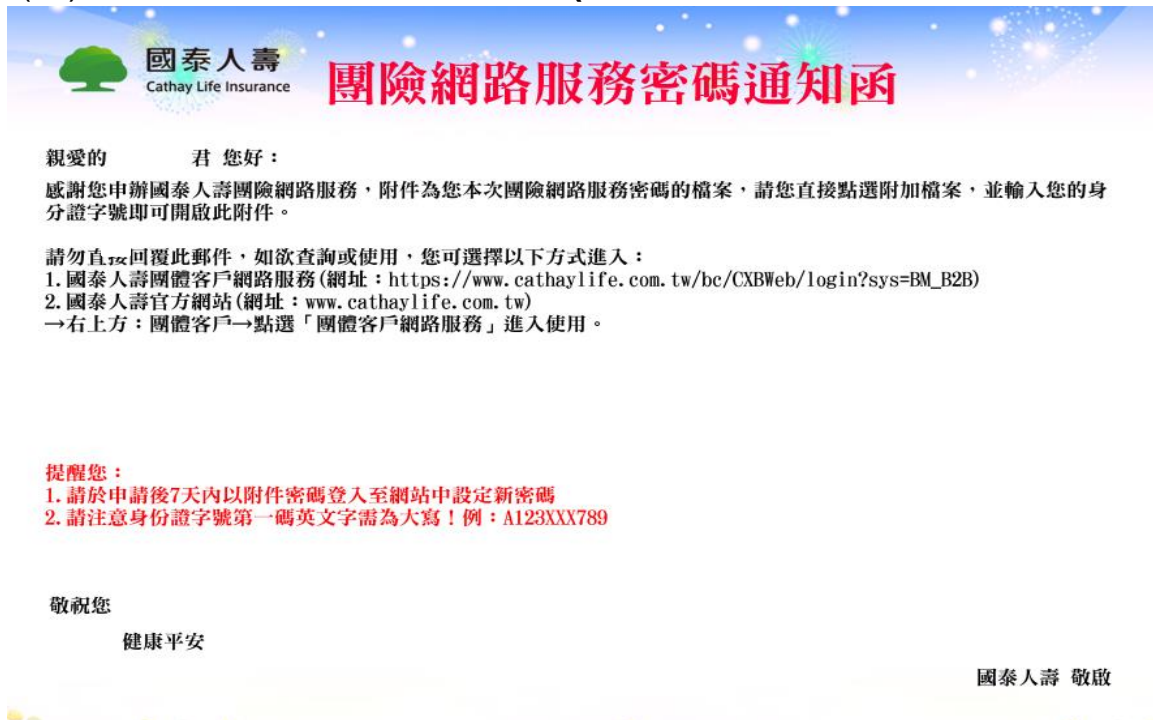 國泰人壽
Cathay Life Insurance
團險網路服務密碼通知函
親愛的 君 您好：
感謝您申辦國泰人壽團險網路服務，附件為您本次團險網路服務密碼的檔案，請您直接點選附加檔案，並輸入您的身
分證字號即可開啟此附件。
請勿直回覆此郵件，如欲查詢或使用，您可選擇以下方式進入：
1.國泰人壽團體客戶網路服務(網址：https://www.cathaylife.com.tw/bc/CXBWeb/login?sys=BM_B2B)
2.國泰人壽官方網站(網址：www.cathaylife.com.tw)
→右上方：團體客戶→點選「團體客戶網路服務」進入使用。
提醒您：
1.請於申請後7天內以附件密碼登入至網站中設定新密碼
2.請注意身份證字號第一碼英文字需為大寫！例：A123XXX789
敬祝您
健康平安
國泰人壽 敬啟